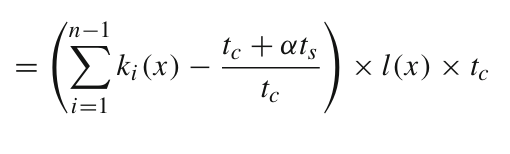 $= \left( \sum_{i=1}^{n-1} k_i(x) - \frac{t_c + \alpha t_s}{t_c} \right) \times l(x) \times t_c$